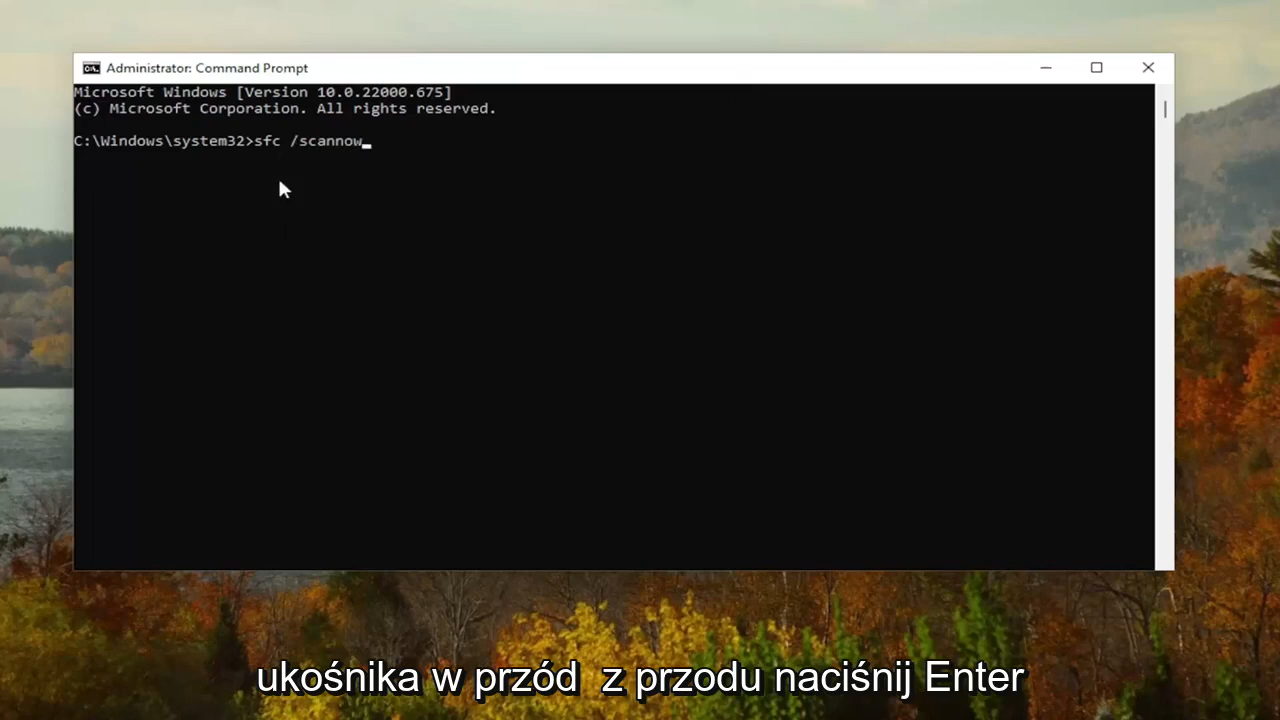 Administrator: Command Prompt
Microsoft Windows [Version 10.0.22000.675]
(c) Microsoft Corporation. All rights reserved.
C:\Windows\system32>sfc /scannow
ukośnika w przód  z przodu naciśnij Enter